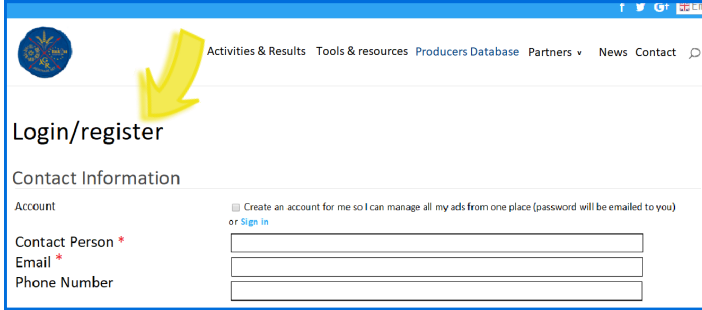 Activities & Results Tools & resources Producers Database Partners ∨ News Contact
Login/register
Contact Information
Account
Create an account for me so I can manage all my ads from one place (password will be emailed to you)
or Sign in
Contact Person *
Email *
Phone Number